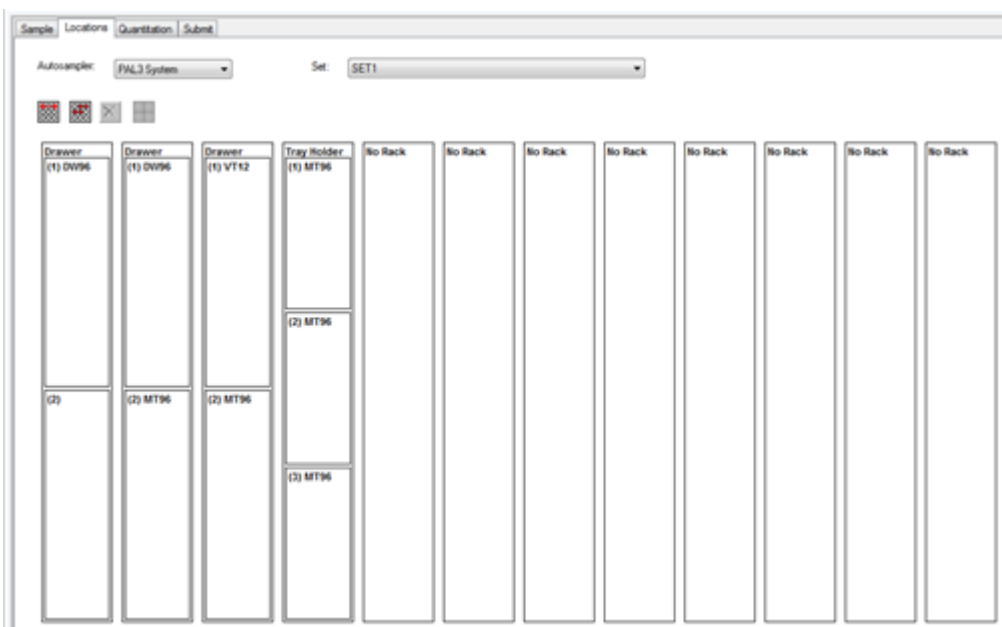 Sample Locations Quantitation Submit
Autosampler: PAL3 System Set: SET1
Drawer Drawer Drawer Tray Holder No Rack No Rack No Rack No Rack No Rack No Rack No Rack No Rack
(1) DW96 (1) DW96 (1) VT12 (1) MT96
(2) MT96
(2) (2) MT96 (2) MT96
(3) MT96